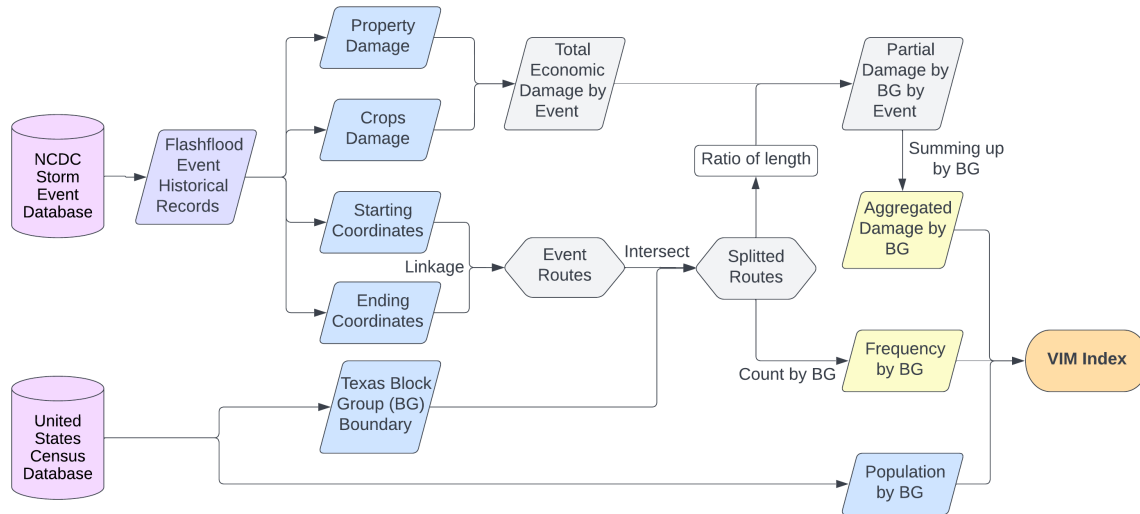 Property
Damage
Total
Economic
Damage by
Event
Partial
Damage by
BG by
Event
Crops
Damage
NCDC
Storm
Event
Database
Flashflood
Event
Historical
Records
Ratio of length
Summing up
by BG
Starting
Coordinates
Aggregated
Damage by
BG
Linkage
Event
Routes
Intersect
Splitted
Routes
Ending
Coordinates
Frequency
by BG
Count by BG
VIM Index
Texas Block
Group (BG)
Boundary
United
States
Census
Database
Population
by BG